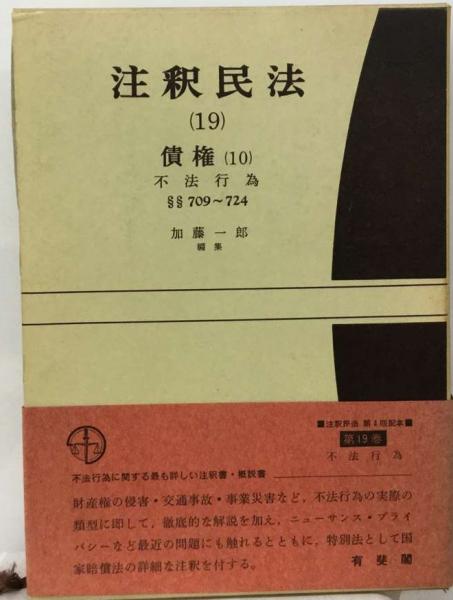 注釈民法
(19)
債権 (10)
不法行為
§§ 709～724
加藤一郎
編集
■注釈民法 第4回配本■
第19巻
不法行為
不法行為に関する最も詳しい注釈書・概説書
財産権の侵害・交通事故・事業災害など，不法行為の実際の
類型に即して，徹底的な解説を加え，ニューサンス・プライ
バシーなど最近の問題にも触れるとともに，特別法として国
家賠償法の詳細な注釈を付する。
有斐閣